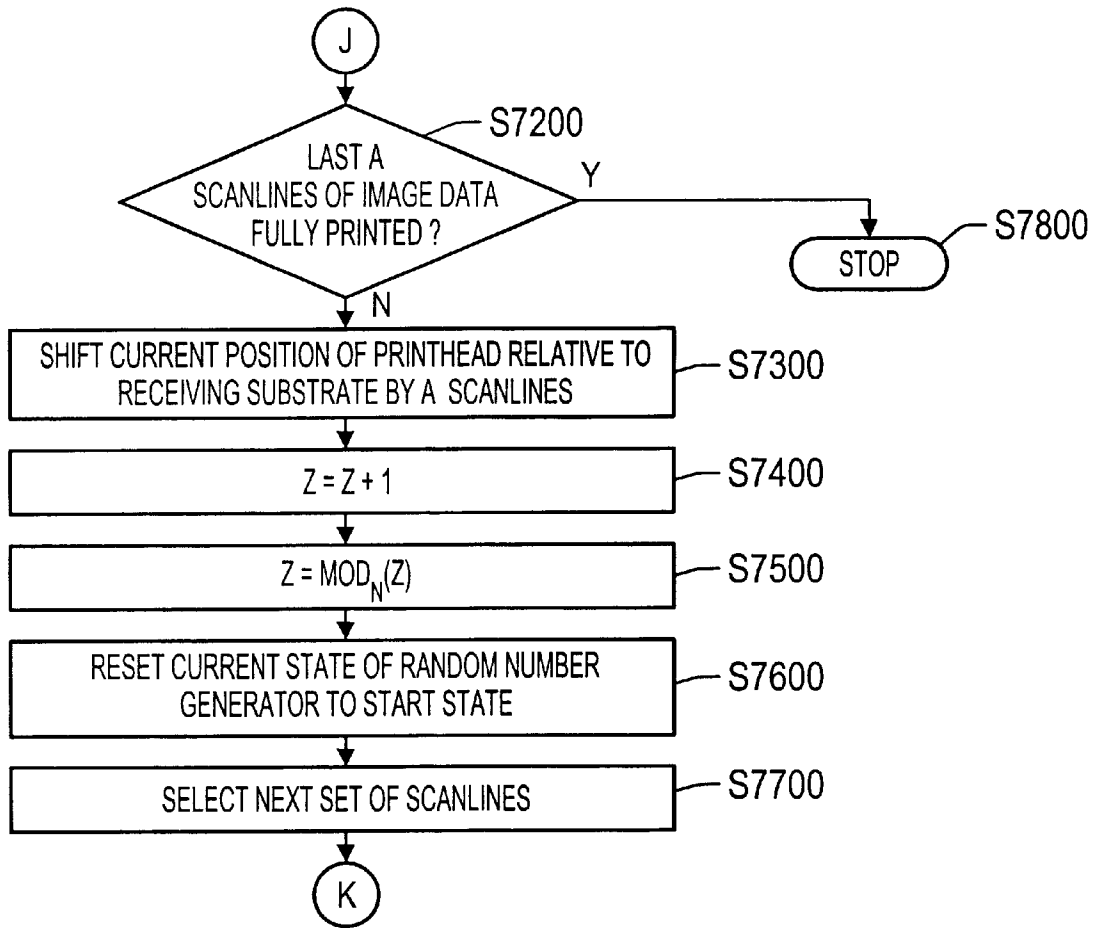 J
S7200
LAST A
SCANLINES OF IMAGE DATA
FULLY PRINTED ?
Y
S7800
STOP
N
SHIFT CURRENT POSITION OF PRINTHEAD RELATIVE TO
RECEIVING SUBSTRATE BY A SCANLINES
S7300
Z = Z + 1
S7400
Z = MOD_N(Z)
S7500
RESET CURRENT STATE OF RANDOM NUMBER
GENERATOR TO START STATE
S7600
SELECT NEXT SET OF SCANLINES
S7700
K